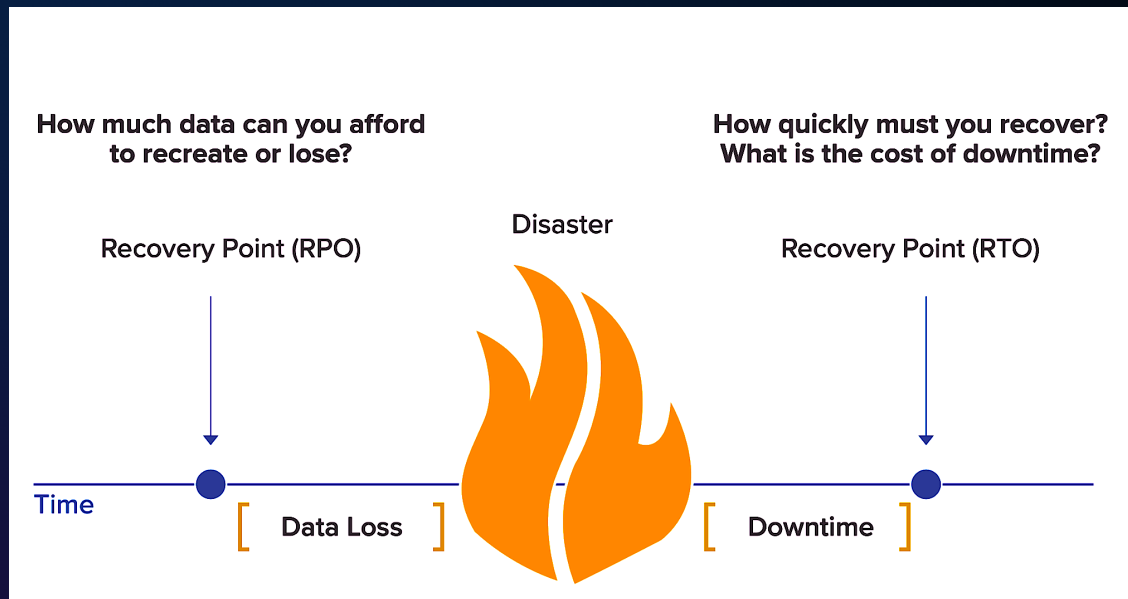 How much data can you afford
to recreate or lose?
How quickly must you recover?
What is the cost of downtime?
Disaster
Recovery Point (RPO)
Recovery Point (RTO)
Time
Data Loss
Downtime